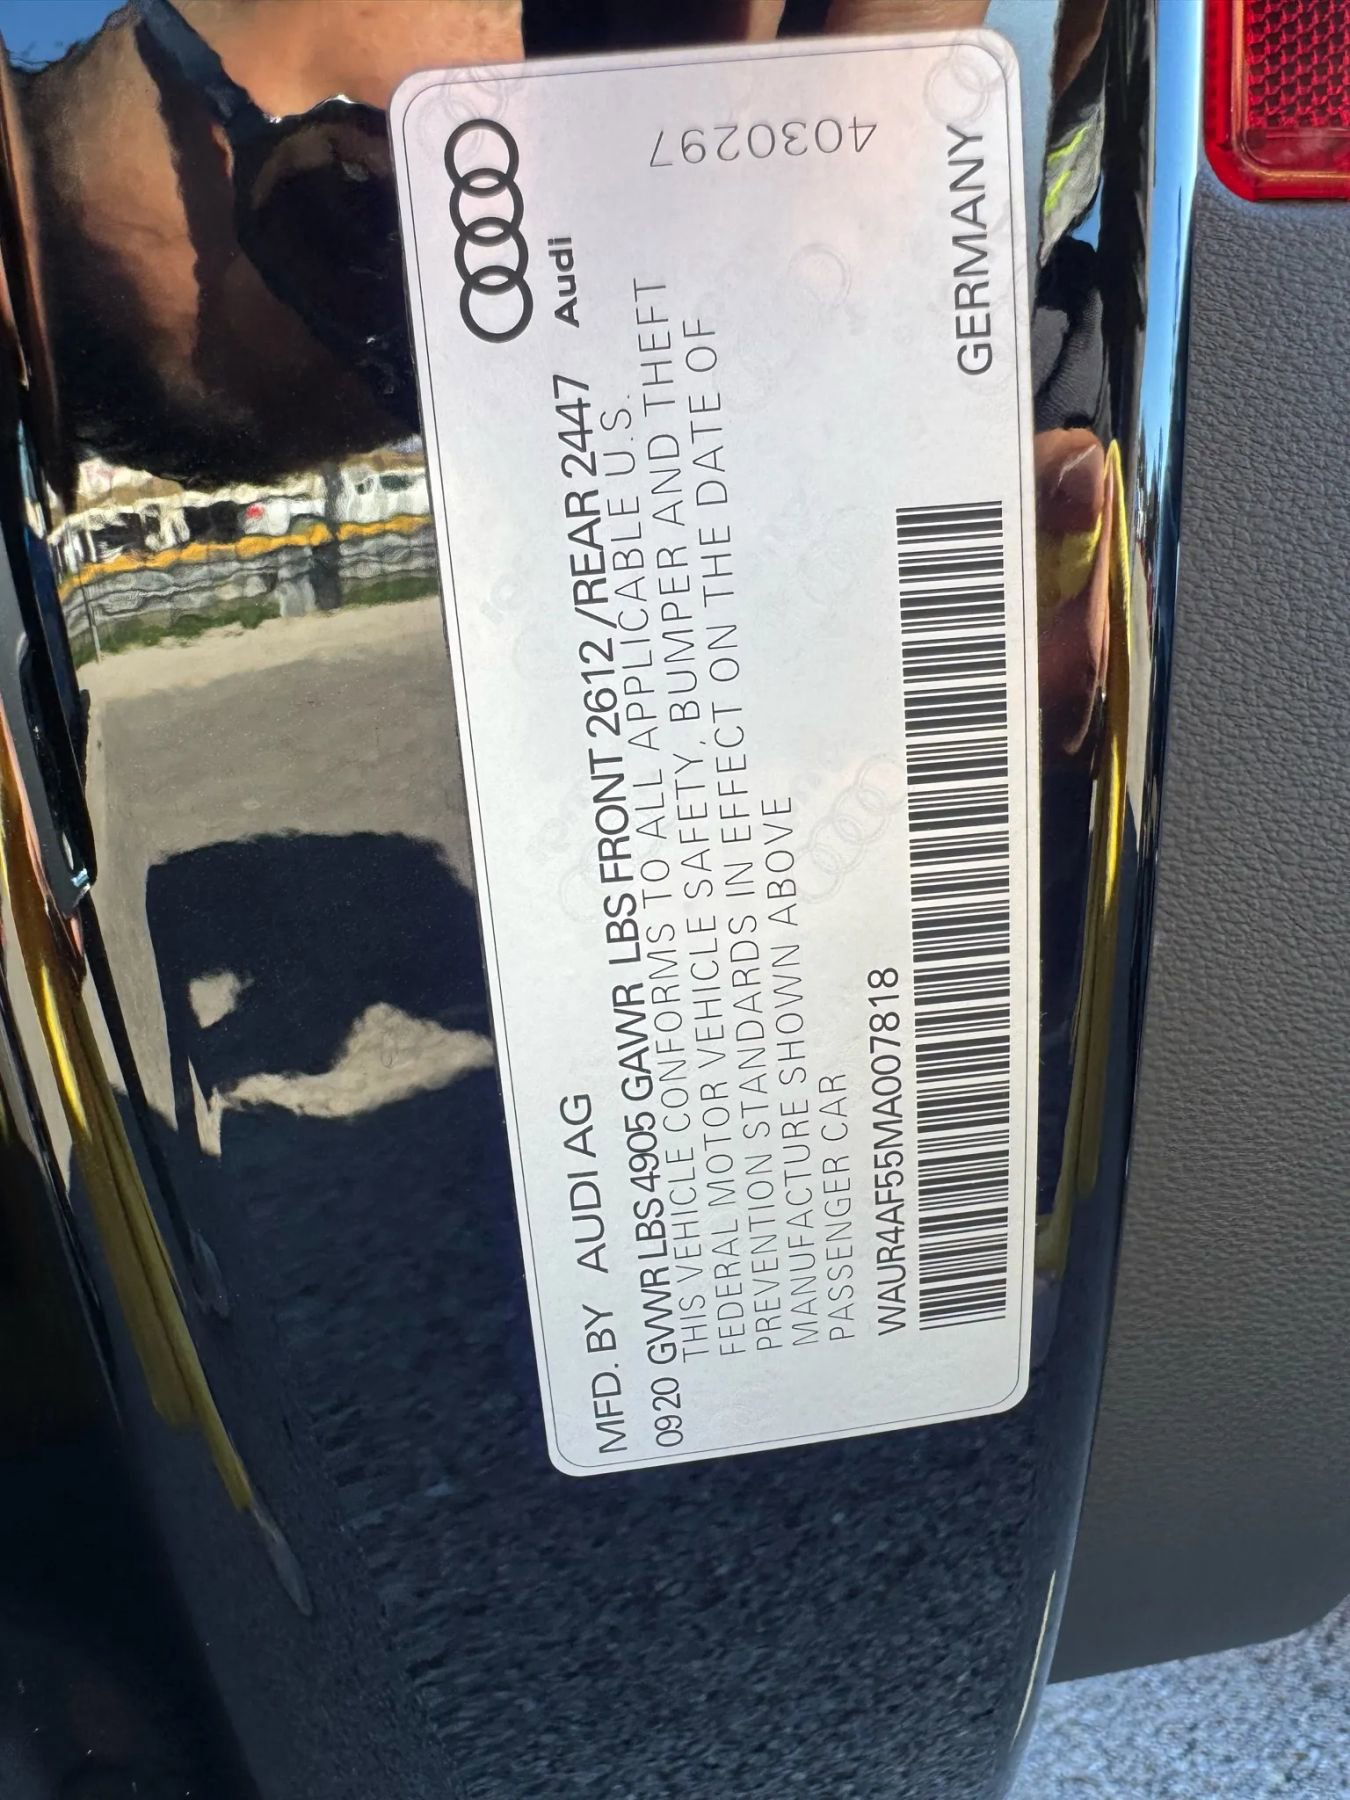 MFD. BY AUDI AG
Audi
0920 GVWR LBS 4905 GAWR LBS FRONT 2612 /REAR 2447
THIS VEHICLE CONFORMS TO ALL APPLICABLE U.S.
FEDERAL MOTOR VEHICLE SAFETY, BUMPER AND THEFT
PREVENTION STANDARDS IN EFFECT ON THE DATE OF
MANUFACTURE SHOWN ABOVE
PASSENGER CAR
4030297
WAUR4AF55MA007818
GERMANY